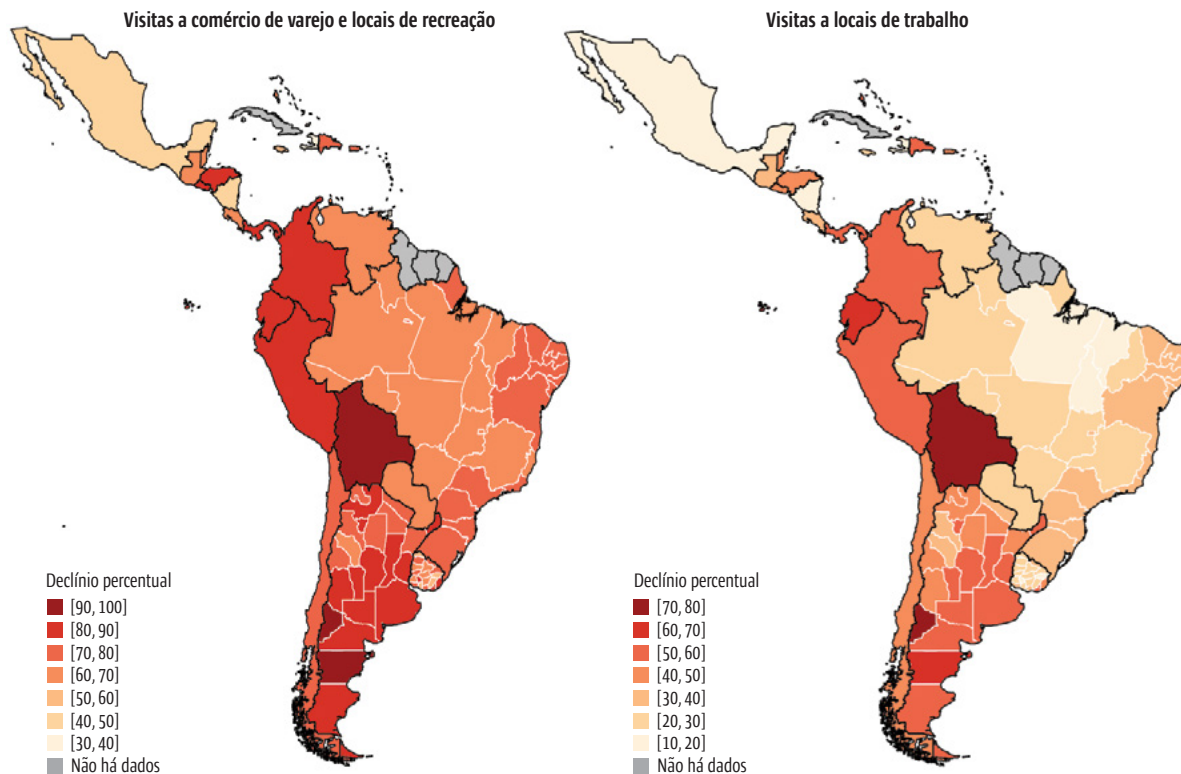 Visitas a comércio de varejo e locais de recreação
Visitas a locais de trabalho
Declínio percentual
[90, 100]
[80, 90]
[70, 80]
[60, 70]
[50, 60]
[40, 50]
[30, 40]
Não há dados
Declínio percentual
[70, 80]
[60, 70]
[50, 60]
[40, 50]
[30, 40]
[20, 30]
[10, 20]
Não há dados